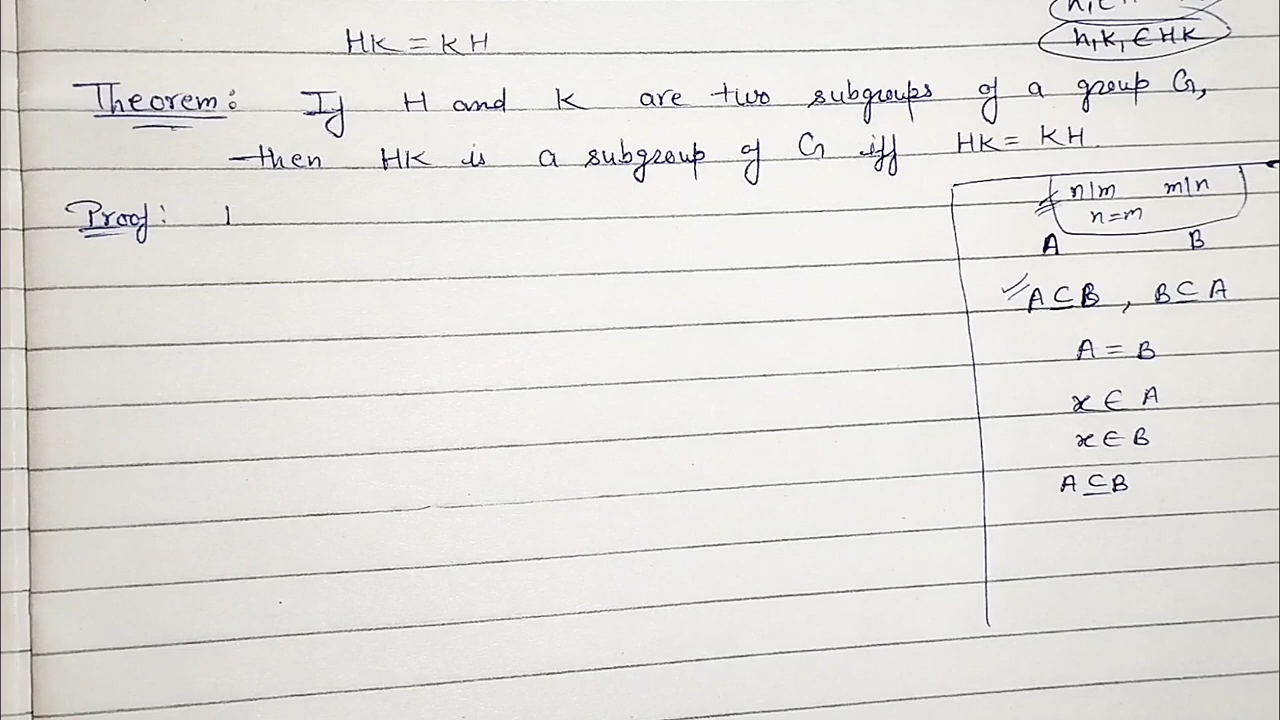 HK = KH
h,k, ∈ HK
Theorem: If H and K are two subgroups of a group G,
then HK is a subgroup of G iff HK = KH.
Proof:
n|m m|n
n=m
A B
A ⊆ B , B ⊆ A
A = B
x ∈ A
x ∈ B
A ⊆ B